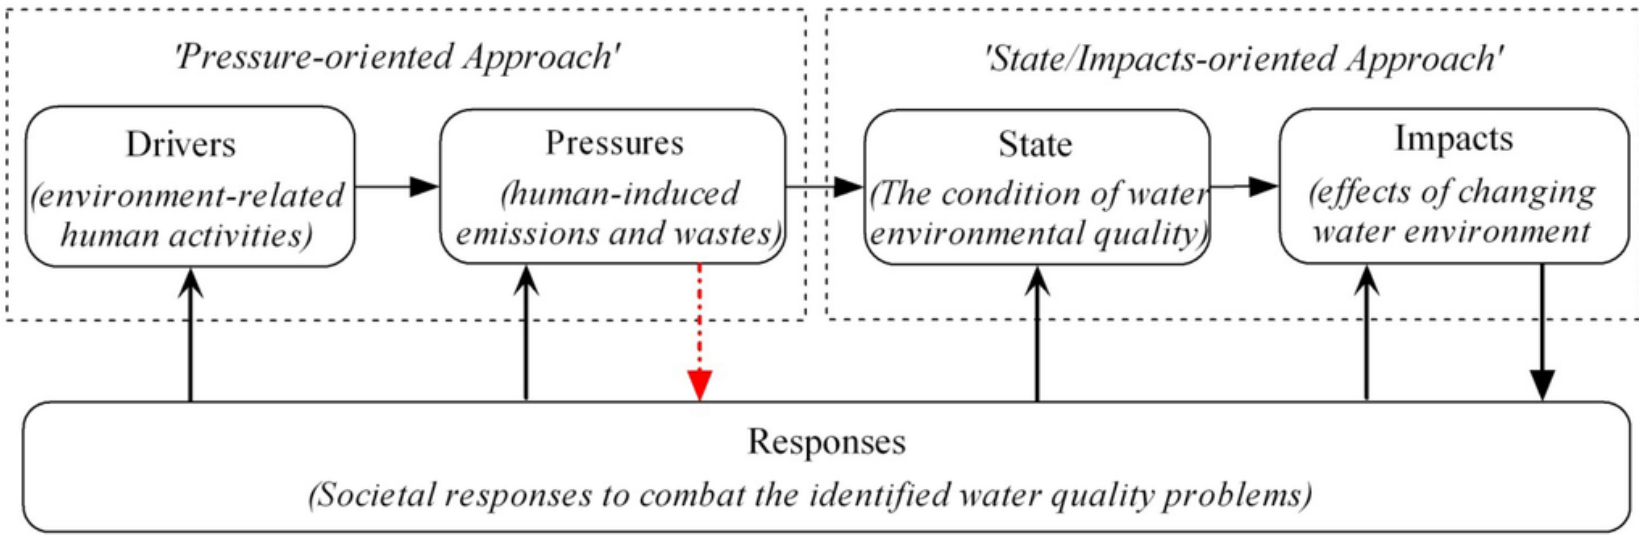 'Pressure-oriented Approach'
'State/Impacts-oriented Approach'
Drivers
(environment-related
human activities)
Pressures
(human-induced
emissions and wastes)
State
(The condition of water
environmental quality)
Impacts
(effects of changing
water environment
Responses
(Societal responses to combat the identified water quality problems)